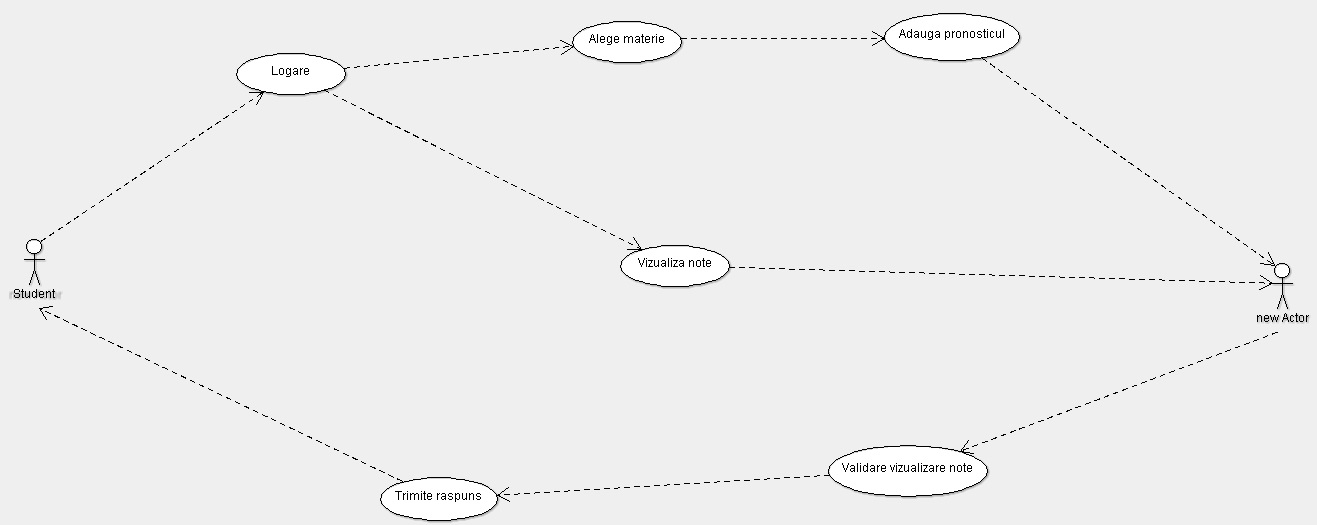 Alege materie
Adauga pronosticul
Logare
Vizualiza note
Student
new Actor
Validare vizualizare note
Trimite raspuns